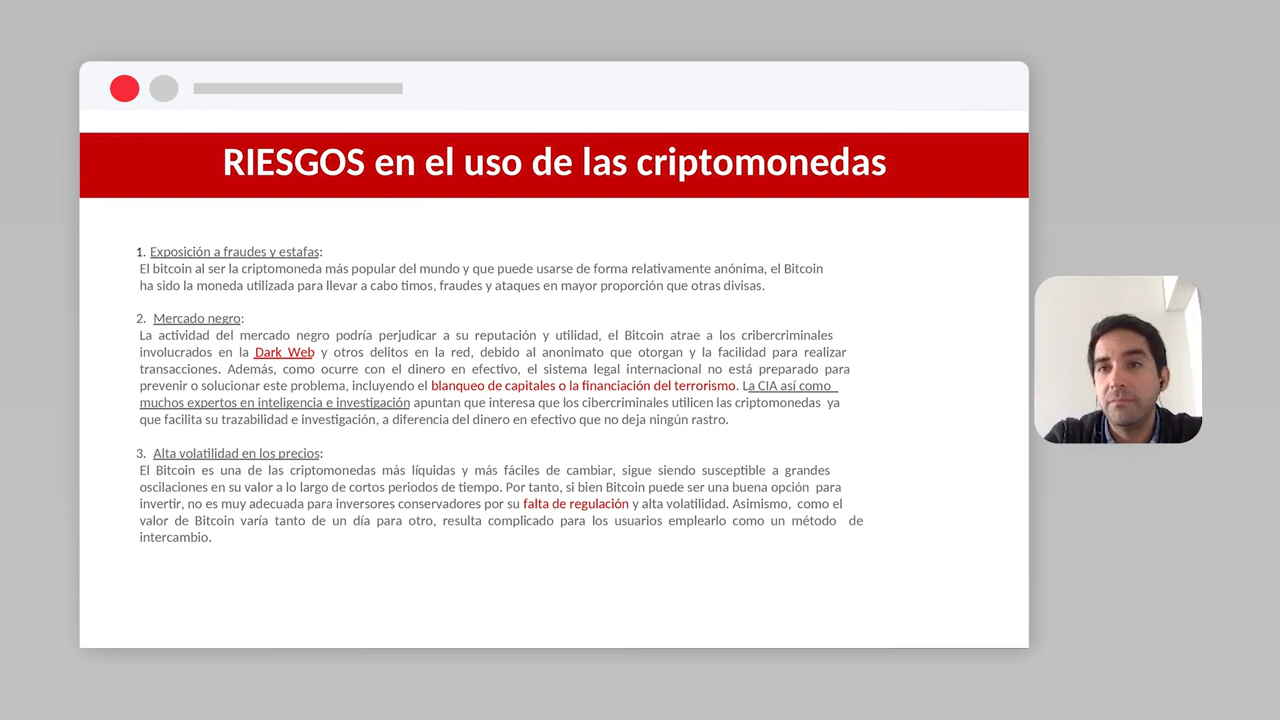 RIESGOS en el uso de las criptomonedas
1. Exposición a fraudes y estafas:
El bitcoin al ser la criptomoneda más popular del mundo y que puede usarse de forma relativamente anónima, el Bitcoin
ha sido la moneda utilizada para llevar a cabo timos, fraudes y ataques en mayor proporción que otras divisas.
2. Mercado negro:
La actividad del mercado negro podría perjudicar a su reputación y utilidad, el Bitcoin atrae a los cribercriminales
involucrados en la Dark Web y otros delitos en la red, debido al anonimato que otorgan y la facilidad para realizar
transacciones. Además, como ocurre con el dinero en efectivo, el sistema legal internacional no está preparado para
prevenir o solucionar este problema, incluyendo el blanqueo de capitales o la financiación del terrorismo. La CIA así como
muchos expertos en inteligencia e investigación apuntan que interesa que los cibercriminales utilicen las criptomonedas ya
que facilita su trazabilidad e investigación, a diferencia del dinero en efectivo que no deja ningún rastro.
3. Alta volatilidad en los precios:
El Bitcoin es una de las criptomonedas más líquidas y más fáciles de cambiar, sigue siendo susceptible a grandes
oscilaciones en su valor a lo largo de cortos periodos de tiempo. Por tanto, si bien Bitcoin puede ser una buena opción para
invertir, no es muy adecuada para inversores conservadores por su falta de regulación y alta volatilidad. Asimismo, como el
valor de Bitcoin varía tanto de un día para otro, resulta complicado para los usuarios emplearlo como un método de
intercambio.